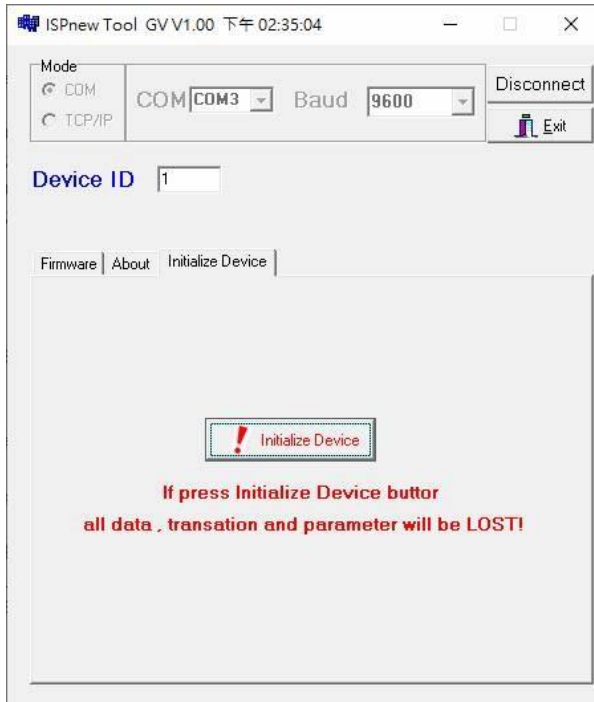 ISPnew Tool GV V1.00 下午 02:35:04
Mode
COM
TCP/IP
COM COM3 Baud 9600
Disconnect
Exit
Device ID 1
Firmware About Initialize Device
! Initialize Device
If press Initialize Device buttor
all data , transation and parameter will be LOST!